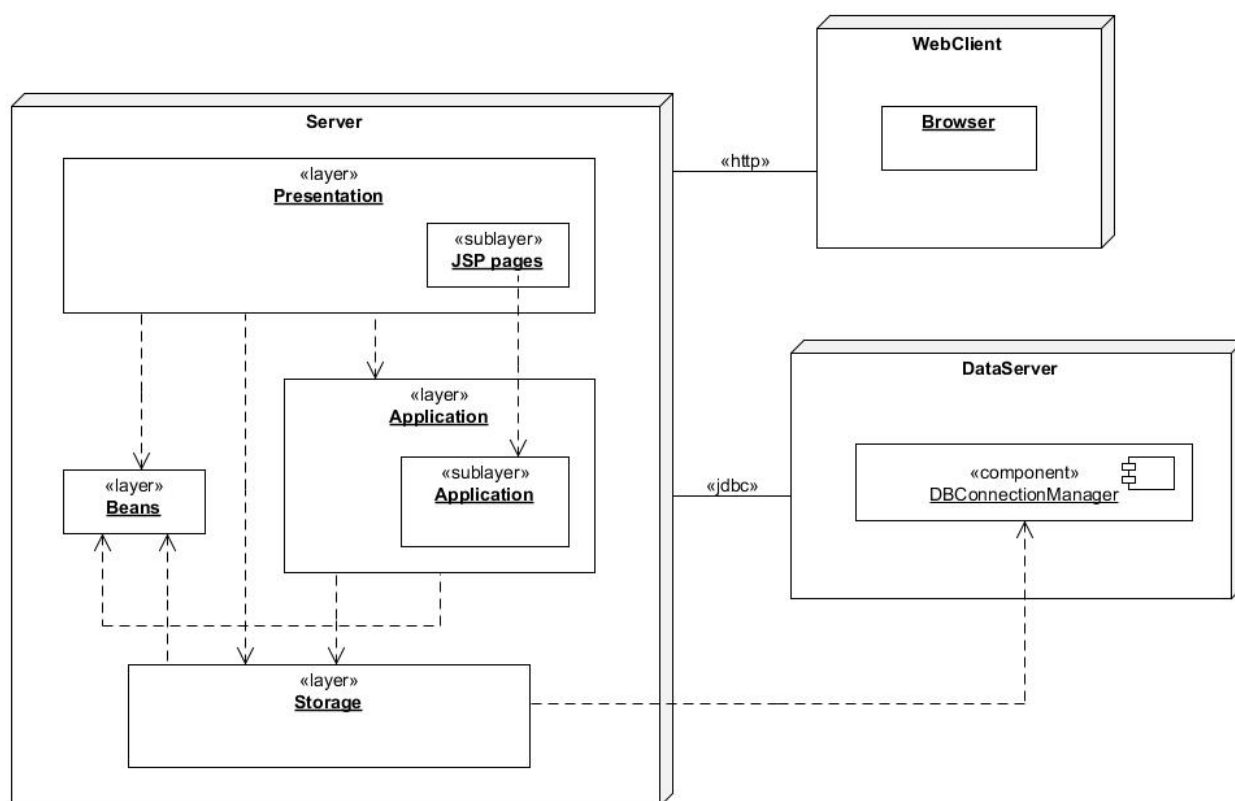 WebClient
Browser
Server
«http»
«layer»
Presentation
«sublayer»
JSP pages
DataServer
«layer»
Application
«sublayer»
Application
«component»
DBConnectionManager
«layer»
Beans
«jdbc»
«layer»
Storage